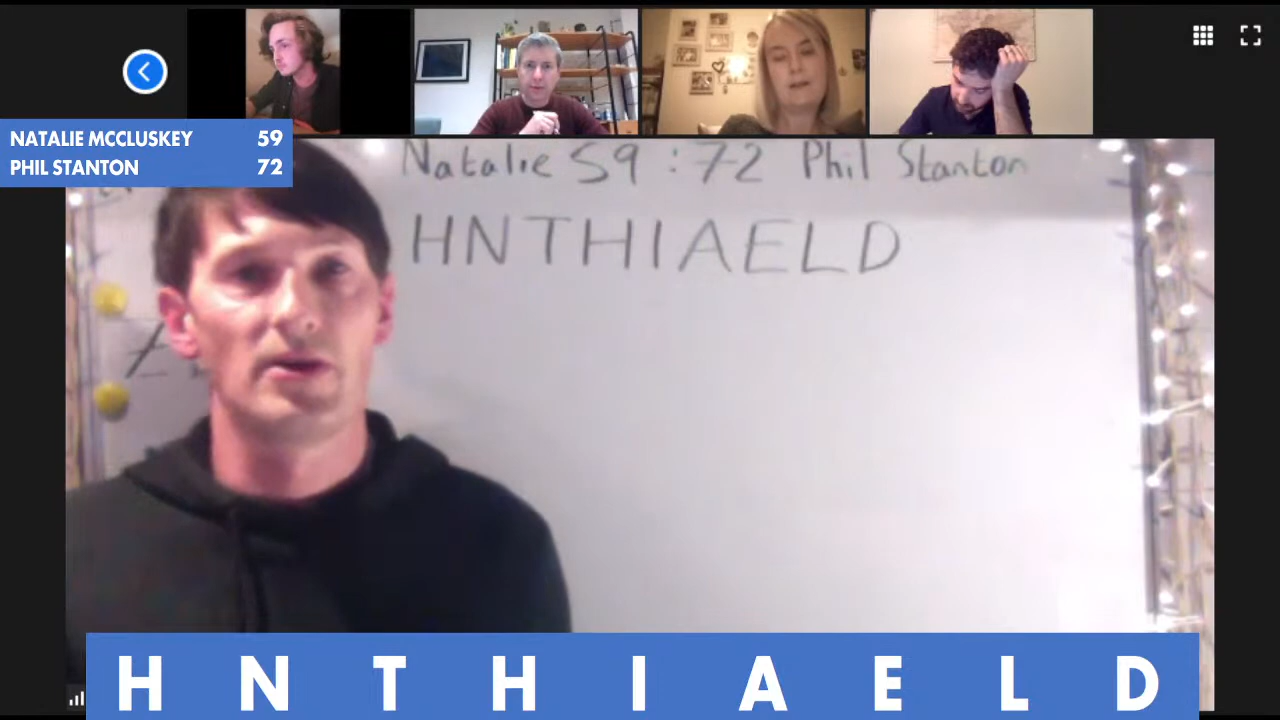 NATALIE MCCLUSKEY 59
PHIL STANTON 72
Natalie 59 : 72 Phil Stanton
HNTHIAELD
H N T H I A E L D